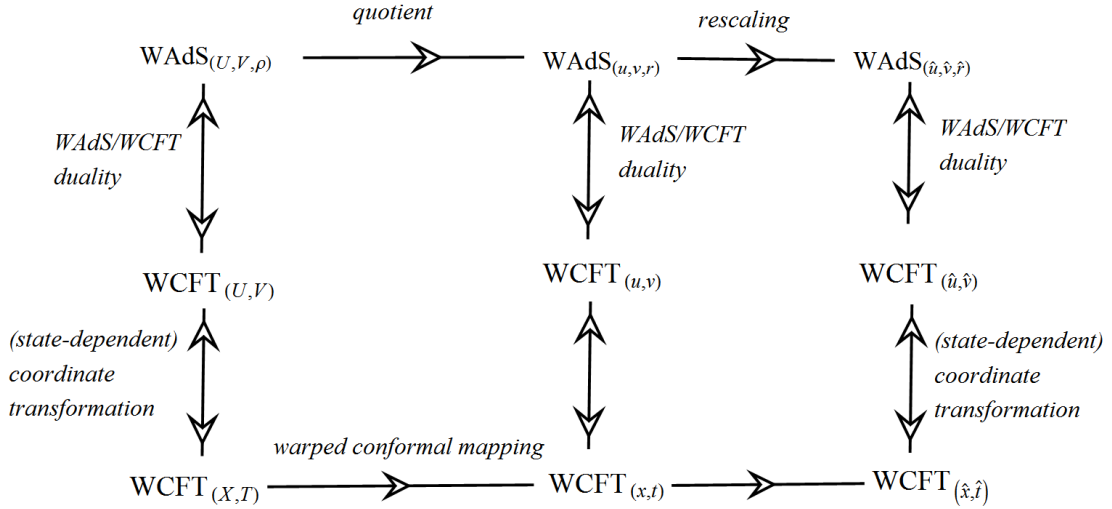 quotient
rescaling
WAdS(U,V,ρ)
WAdS(u,v,r)
WAdS(û,v̂,r̂)
WAdS/WCFT
duality
WAdS/WCFT
duality
WAdS/WCFT
duality
WCFT(U,V)
WCFT(u,v)
WCFT(û,v̂)
(state-dependent)
coordinate
transformation
(state-dependent)
coordinate
transformation
warped conformal mapping
WCFT(X,T)
WCFT(x,t)
WCFT(x̂,t̂)